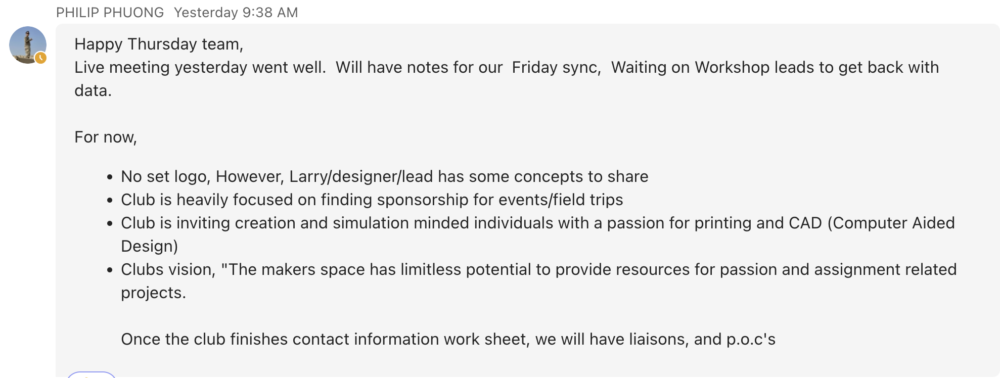 PHILIP PHUONG Yesterday 9:38 AM
Happy Thursday team,
Live meeting yesterday went well.  Will have notes for our  Friday sync,  Waiting on Workshop leads to get back with
data.
For now,
• No set logo, However, Larry/designer/lead has some concepts to share
• Club is heavily focused on finding sponsorship for events/field trips
• Club is inviting creation and simulation minded individuals with a passion for printing and CAD (Computer Aided
Design)
• Clubs vision, "The makers space has limitless potential to provide resources for passion and assignment related
projects.
Once the club finishes contact information work sheet, we will have liaisons, and p.o.c's